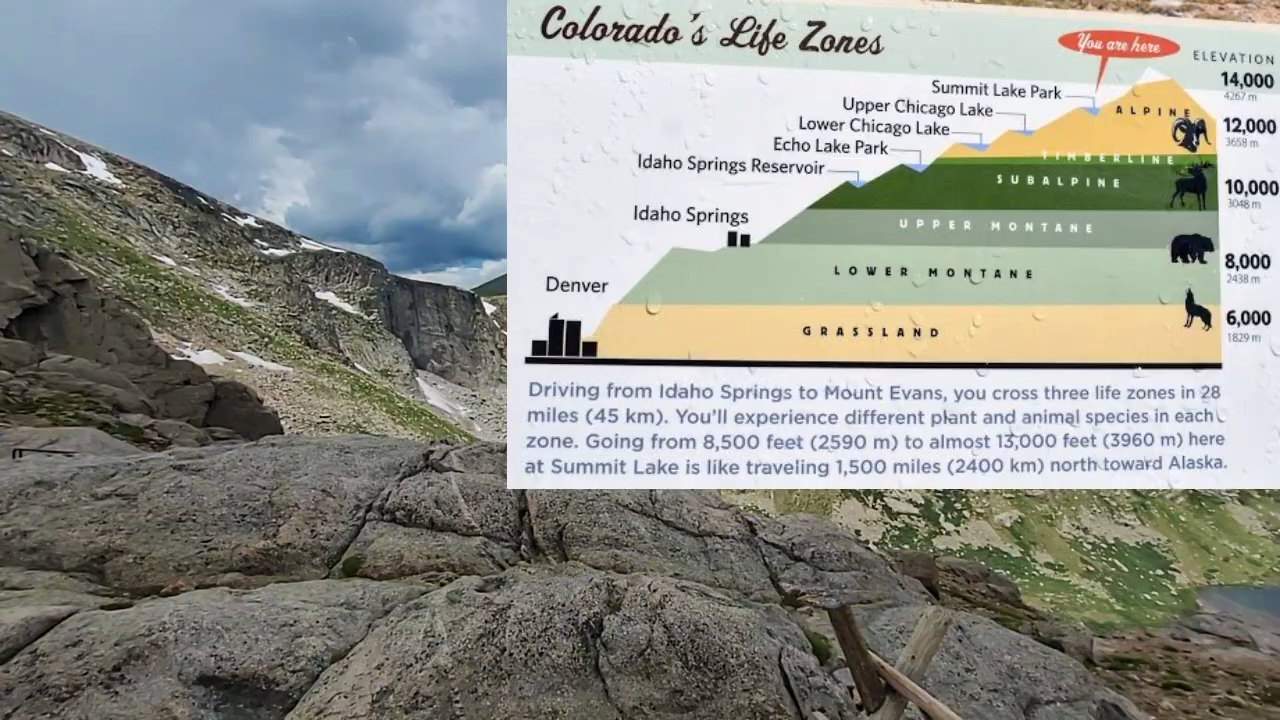 Colorado's Life Zones
You are here
ELEVATION
14,000
4267 m
Summit Lake Park
ALPINE
Upper Chicago Lake
12,000
3658 m
Lower Chicago Lake
Echo Lake Park
TIMBERLINE
Idaho Springs Reservoir
SUBALPINE
10,000
3048 m
Idaho Springs
UPPER MONTANE
8,000
2438 m
LOWER MONTANE
Denver
6,000
1829 m
GRASSLAND
Driving from Idaho Springs to Mount Evans, you cross three life zones in 28
miles (45 km). You'll experience different plant and animal species in each
zone. Going from 8,500 feet (2590 m) to almost 13,000 feet (3960 m) here
at Summit Lake is like traveling 1,500 miles (2400 km) north toward Alaska.